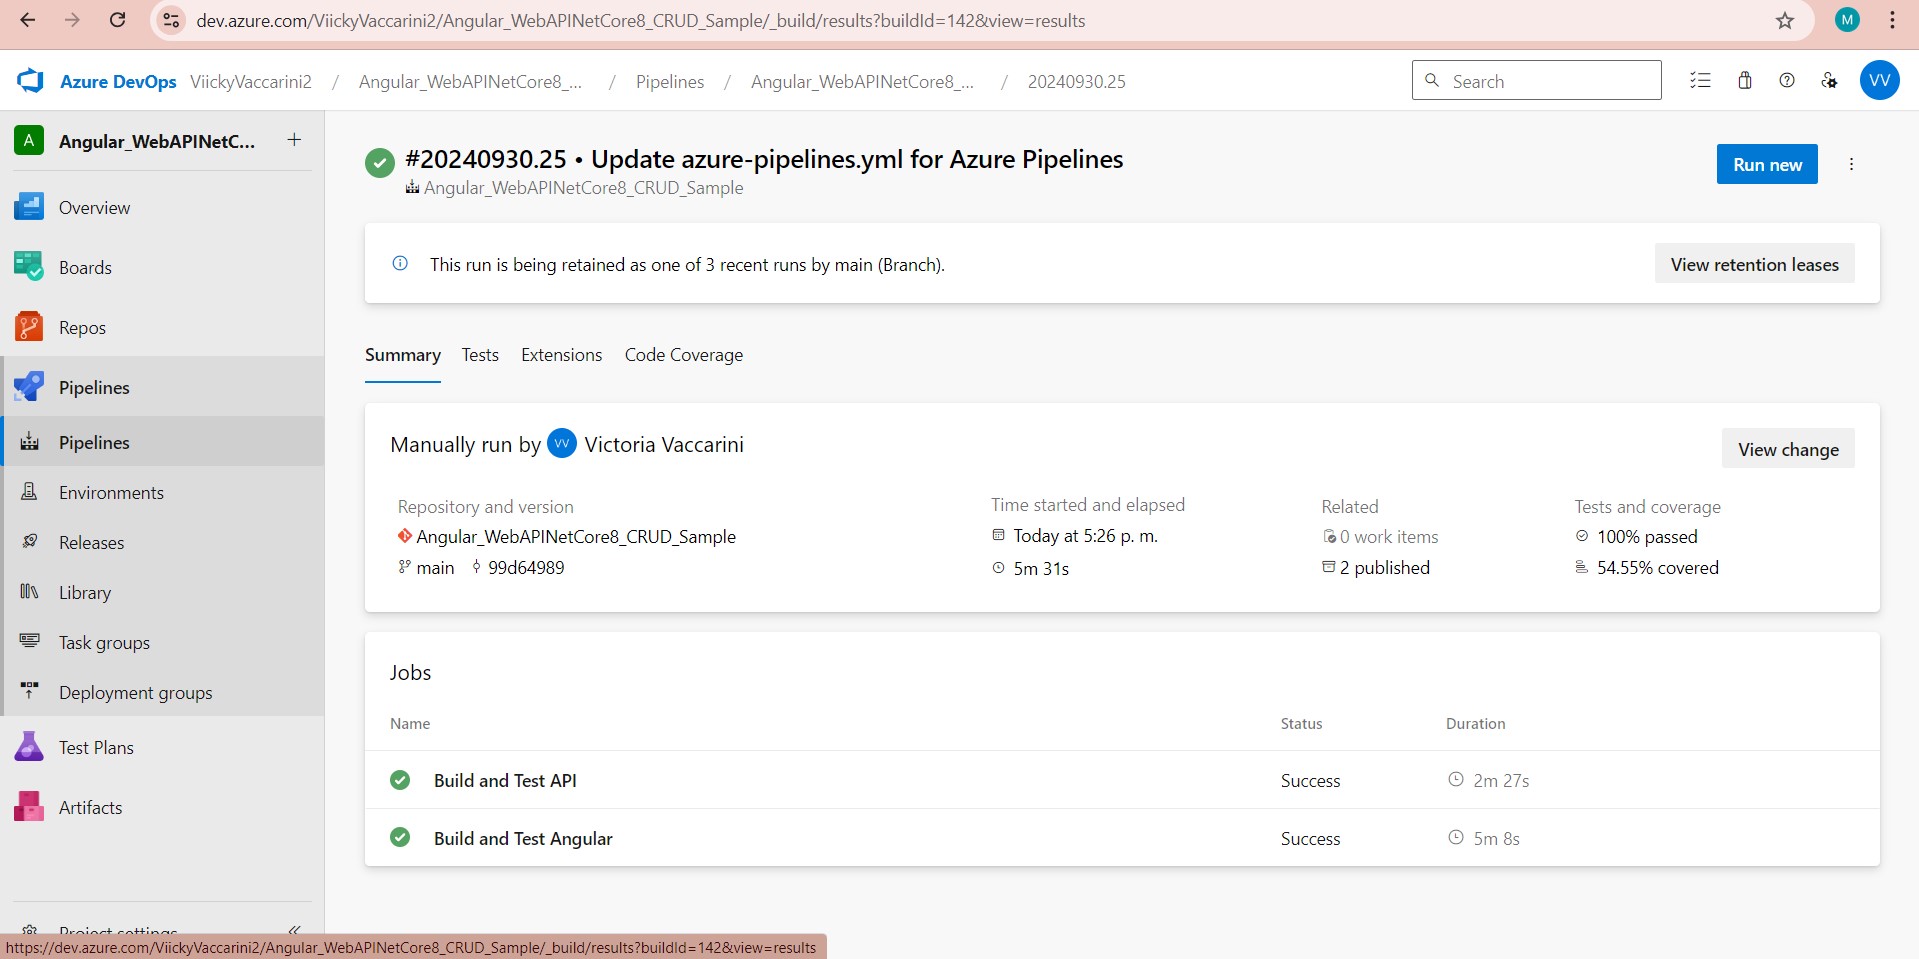 dev.azure.com/ViickyVaccarini2/Angular_WebAPINetCore8_CRUD_Sample/_build/results?buildId=142&view=results
M
Azure DevOps ViickyVaccarini2 / Angular_WebAPINetCore8_... / Pipelines / Angular_WebAPINetCore8_... / 20240930.25
Search
VV
A Angular_WebAPINetC... +
Overview
Boards
Repos
Pipelines
Pipelines
Environments
Releases
Library
Task groups
Deployment groups
Test Plans
Artifacts
Project settings
https://dev.azure.com/ViickyVaccarini2/Angular_WebAPINetCore8_CRUD_Sample/_build/results?buildId=142&view=results
#20240930.25 • Update azure-pipelines.yml for Azure Pipelines
Angular_WebAPINetCore8_CRUD_Sample
Run new
This run is being retained as one of 3 recent runs by main (Branch).
View retention leases
Summary Tests Extensions Code Coverage
Manually run by VV Victoria Vaccarini
View change
Repository and version
Angular_WebAPINetCore8_CRUD_Sample
main 99d64989
Time started and elapsed
Today at 5:26 p. m.
5m 31s
Related
0 work items
2 published
Tests and coverage
100% passed
54.55% covered
Jobs
Name Status Duration
Build and Test API Success 2m 27s
Build and Test Angular Success 5m 8s